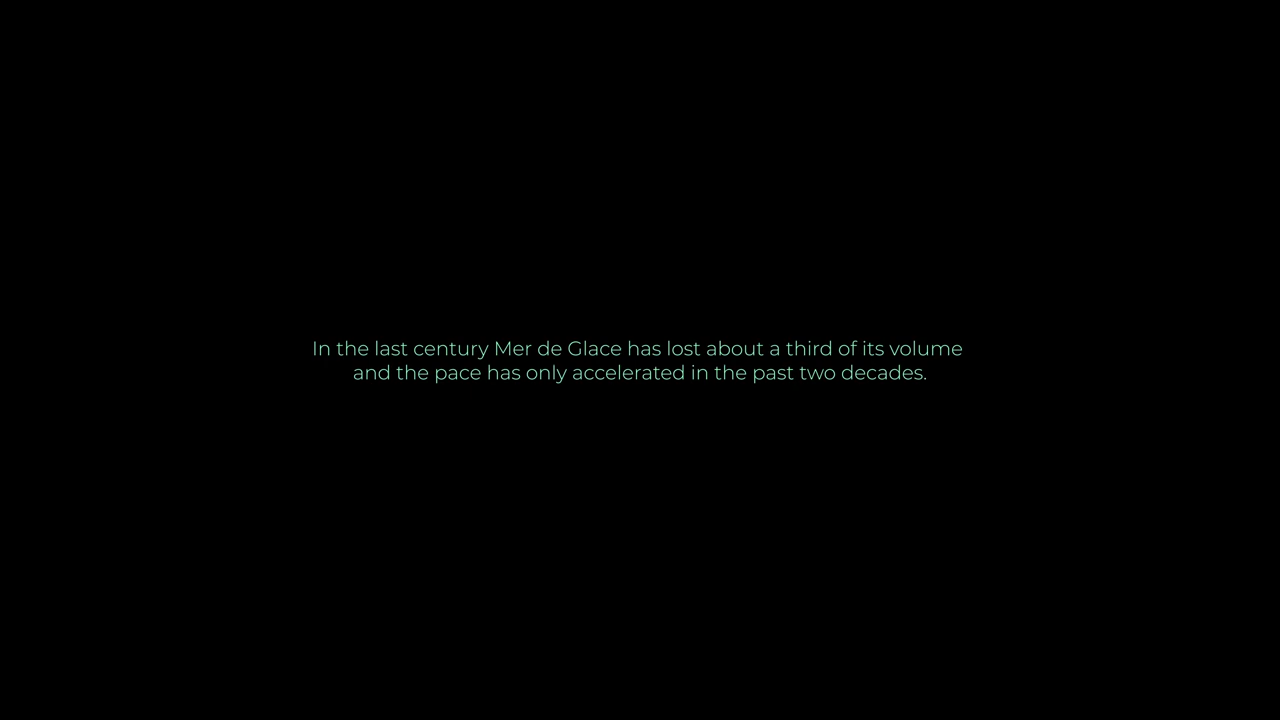 In the last century Mer de Glace has lost about a third of its volume
and the pace has only accelerated in the past two decades.